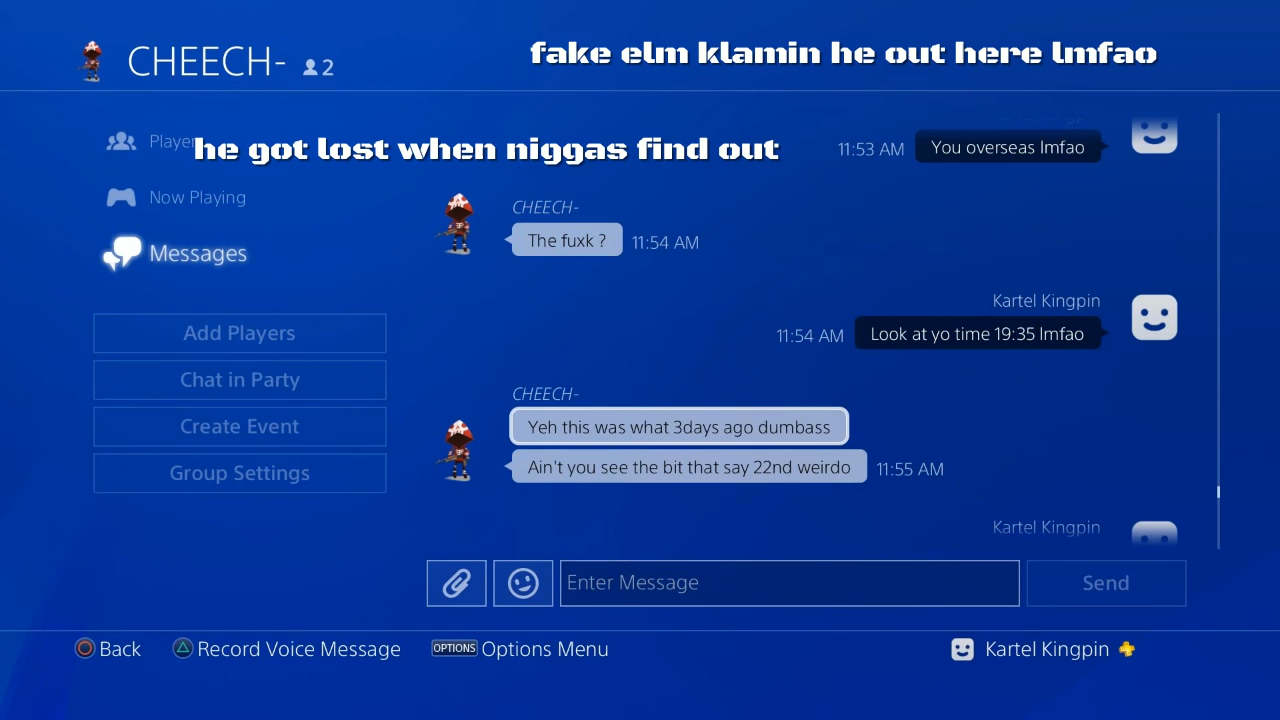 CHEECH- 2
fake elm klamin he out here lmfao
he got lost when niggas find out
Player
Now Playing
Messages
Add Players
Chat in Party
Create Event
Group Settings
11:53 AM You overseas lmfao
CHEECH-
The fuxk ? 11:54 AM
Kartel Kingpin
11:54 AM Look at yo time 19:35 lmfao
CHEECH-
Yeh this was what 3days ago dumbass
Ain't you see the bit that say 22nd weirdo 11:55 AM
Kartel Kingpin
Enter Message
Send
Back
Record Voice Message
OPTIONS Options Menu
Kartel Kingpin